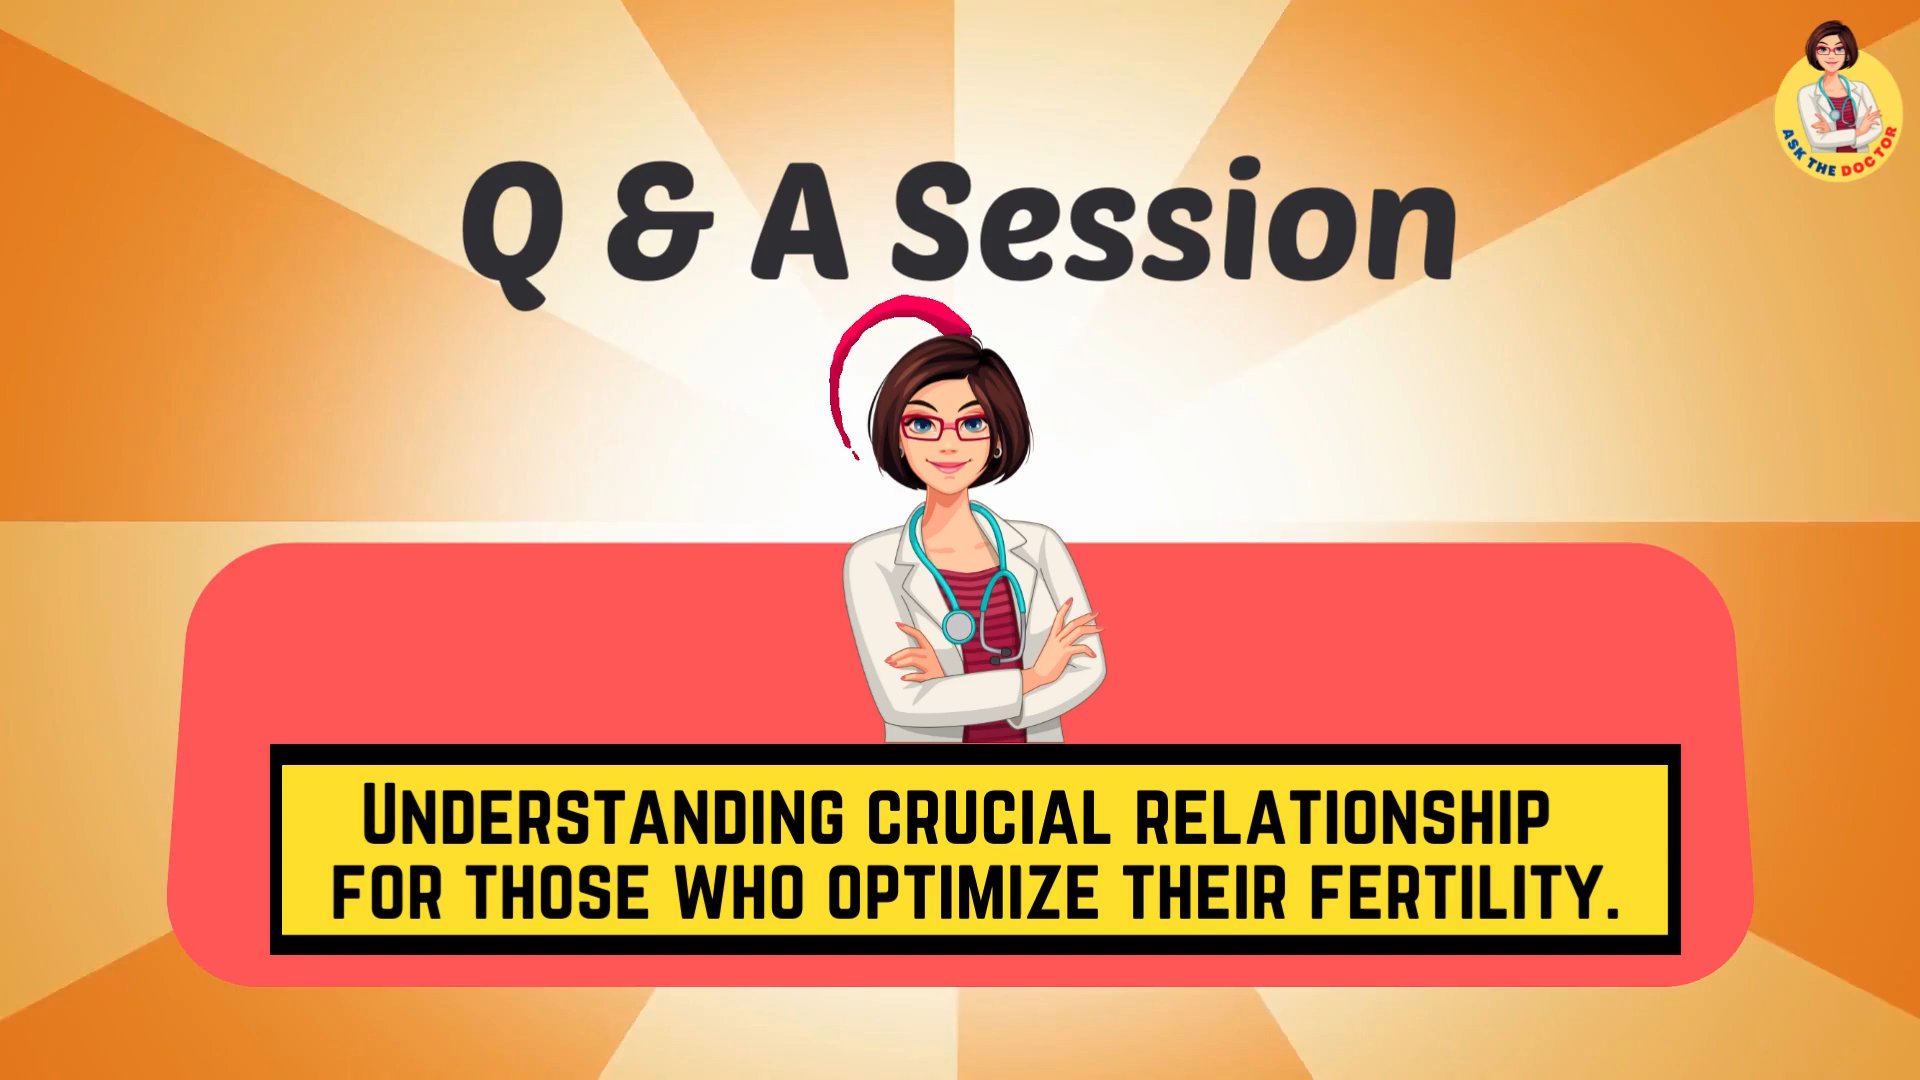 Q & A Session
ASK THE DOCTOR
UNDERSTANDING CRUCIAL RELATIONSHIP
FOR THOSE WHO OPTIMIZE THEIR FERTILITY.